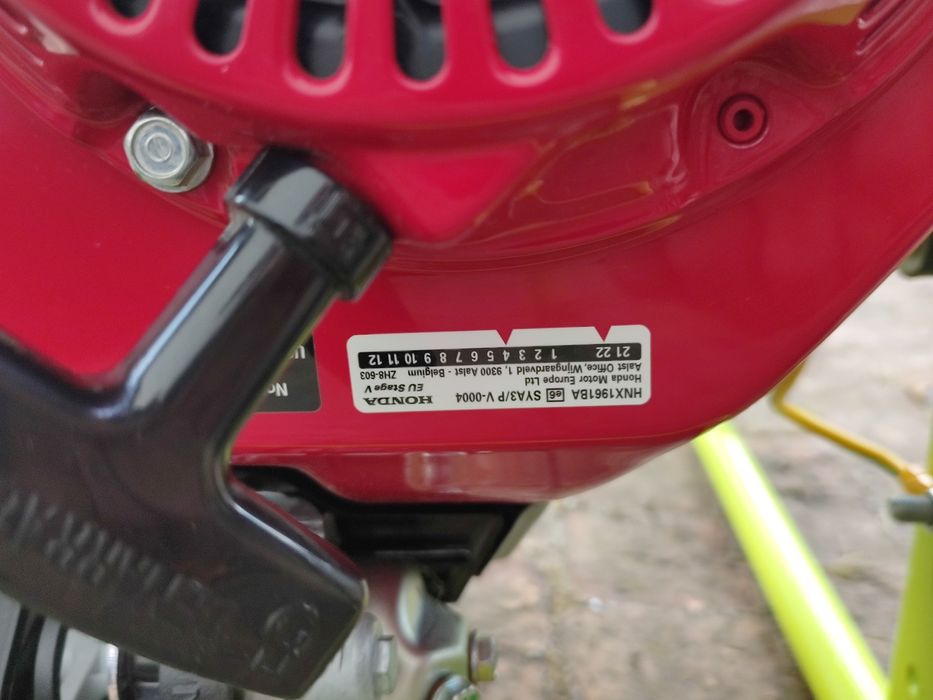 HNX1961BA e6 SYA3/P V-0004 HONDA
Honda Motor Europe Ltd EU Stage V
Aalst Office, Wijngaardveld 1, 9300 Aalst - Belgium ZH8-603
21 22 1 2 3 4 5 6 7 8 9 10 11 12
No